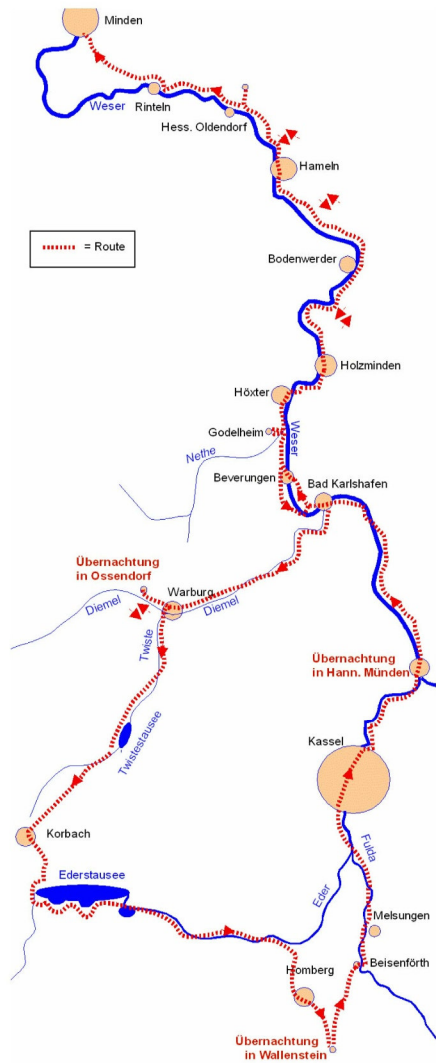 Minden
Weser
Rinteln
Hess. Oldendorf
Hameln
= Route
Bodenwerder
Holzminden
Höxter
Godelheim
Weser
Nethe
Beverungen
Bad Karlshafen
Übernachtung
in Ossendorf
Warburg
Diemel
Diemel
Twiste
Übernachtung
in Hann. Münden
Twistestausee
Kassel
Korbach
Fulda
Ederstausee
Eder
Melsungen
Homberg
Beisenförth
Übernachtung
in Wallenstein